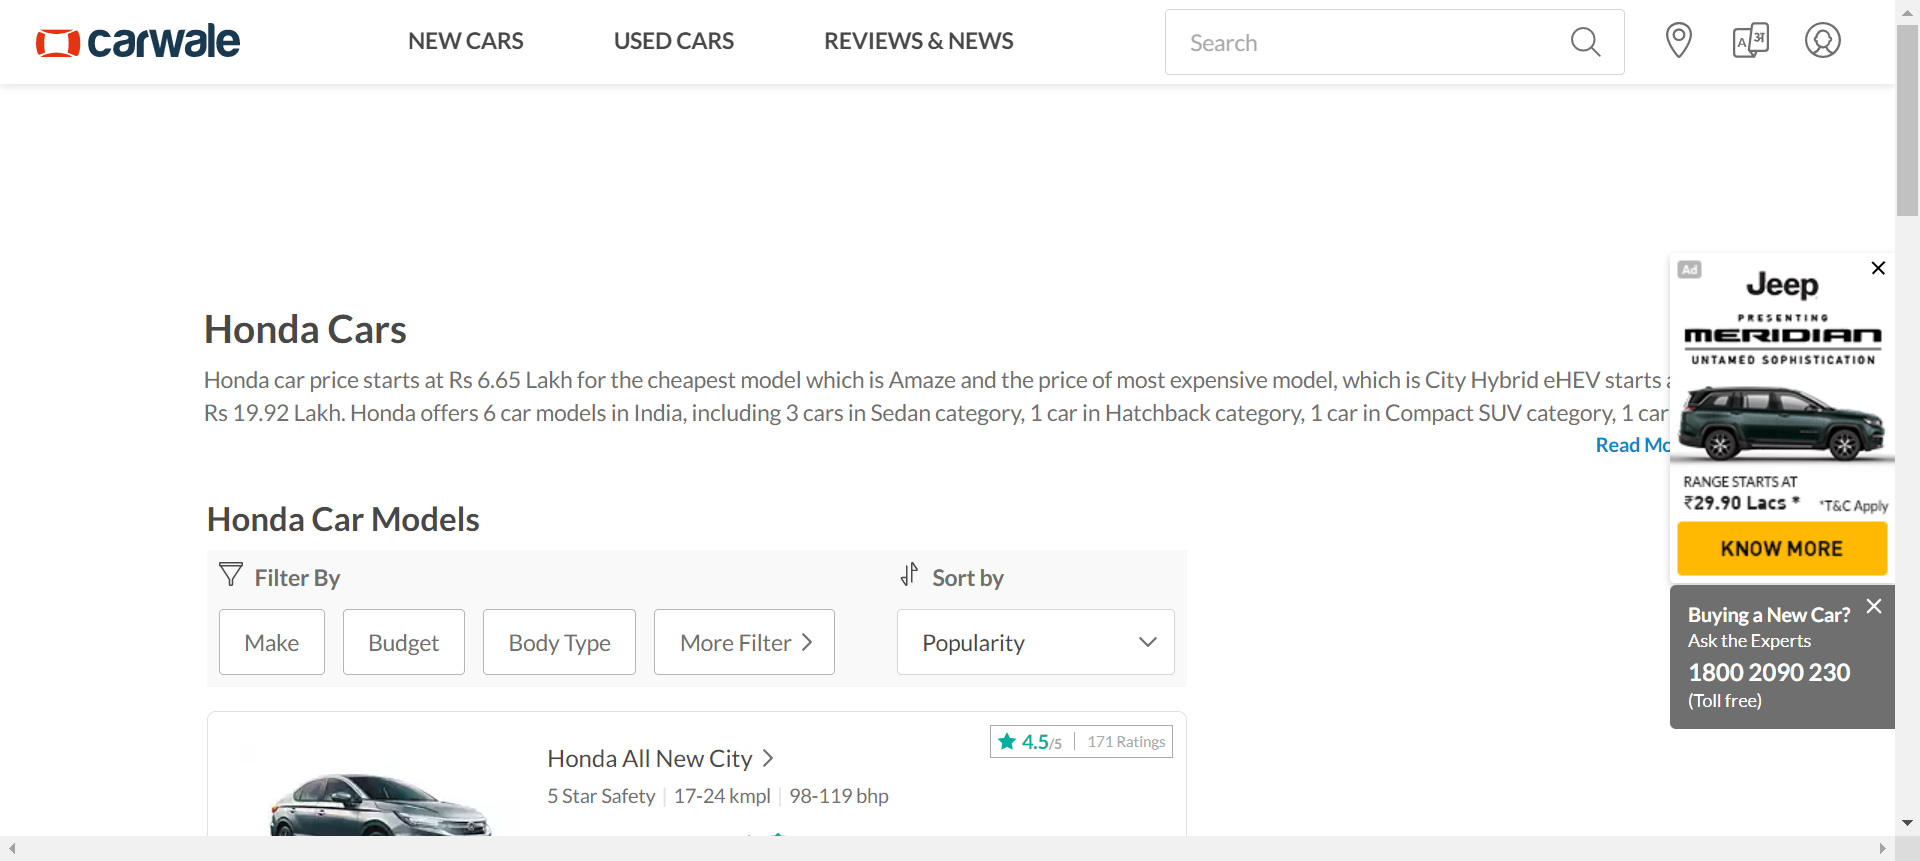 carwale
NEW CARS
USED CARS
REVIEWS & NEWS
Search
A अ
Honda Cars
Honda car price starts at Rs 6.65 Lakh for the cheapest model which is Amaze and the price of most expensive model, which is City Hybrid eHEV starts
Rs 19.92 Lakh. Honda offers 6 car models in India, including 3 cars in Sedan category, 1 car in Hatchback category, 1 car in Compact SUV category, 1 car
Read Mo
Honda Car Models
Filter By
Sort by
Make
Budget
Body Type
More Filter
Popularity
Honda All New City
4.5/5 | 171 Ratings
5 Star Safety | 17-24 kmpl | 98-119 bhp
Ad
Jeep
PRESENTING
MERIDIAN
UNTAMED SOPHISTICATION
RANGE STARTS AT
₹29.90 Lacs *
*T&C Apply
KNOW MORE
Buying a New Car?
Ask the Experts
1800 2090 230
(Toll free)